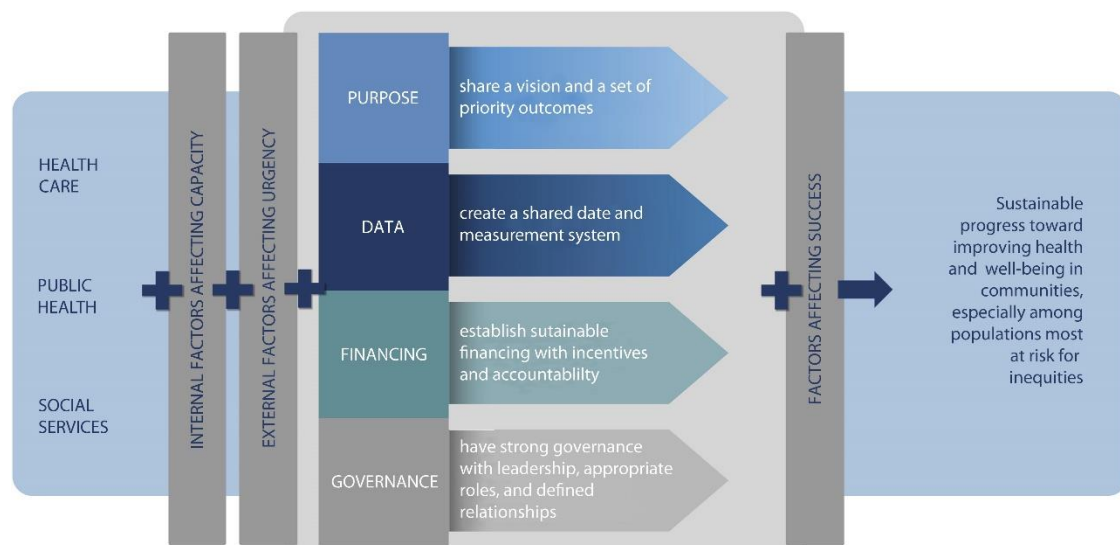 HEALTH
CARE
PUBLIC
HEALTH
SOCIAL
SERVICES
INTERNAL FACTORS AFFECTING CAPACITY
EXTERNAL FACTORS AFFECTING URGENCY
PURPOSE
share a vision and a set of
priority outcomes
DATA
create a shared date and
measurement system
FINANCING
establish sutainable
financing with incentives
and accountablilty
GOVERNANCE
have strong governance
with leadership, appropriate
roles, and defined
relationships
FACTORS AFFECTING SUCCESS
Sustainable
progress toward
improving health
and well-being in
communities,
especially among
populations most
at risk for
inequities